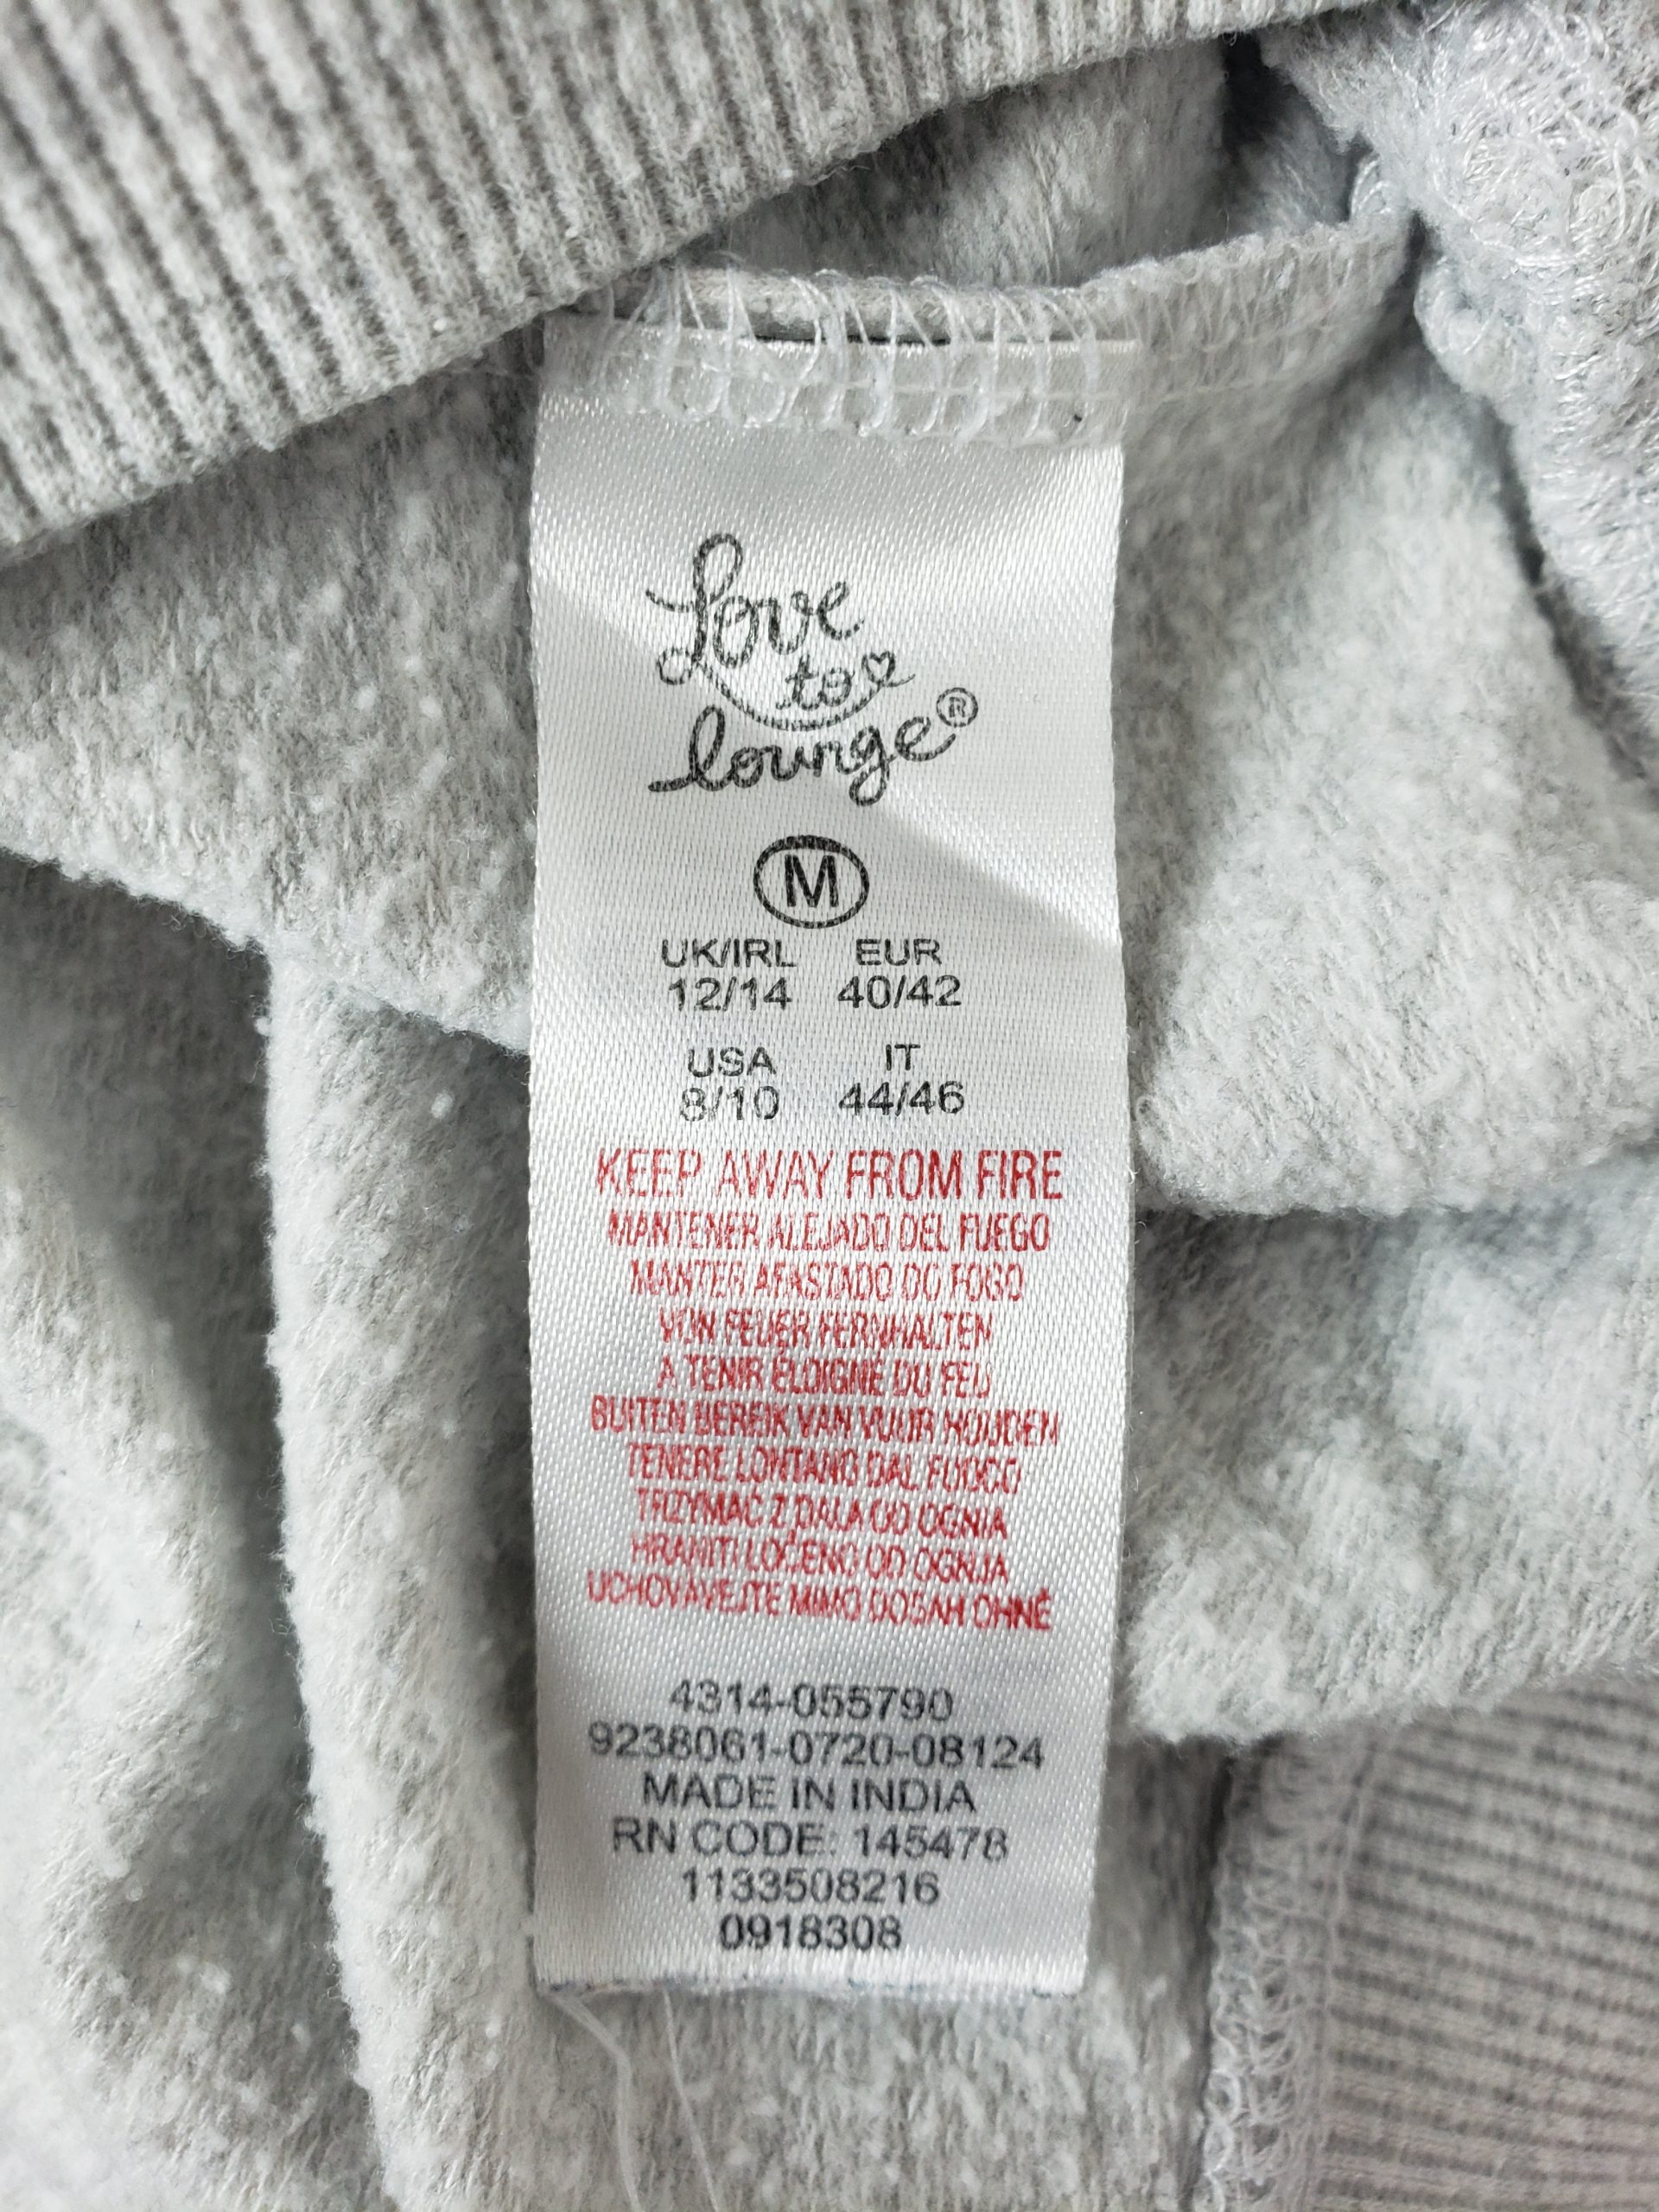 Love
to
lounge®
M
UK/IRL EUR
12/14 40/42
USA IT
8/10 44/46
KEEP AWAY FROM FIRE
MANTENER ALEJADO DEL FUEGO
MANTER AFASTADO DO FOGO
VON FEUER FERNHALTEN
A TENIR ÉLOIGNÉ DU FEU
BUITEN BEREIK VAN VUUR HOUDEN
TENERE LONTANO DAL FUOCO
TRZYMAĆ Z DALA OD OGNIA
HRANITI LOČENO OD OGNJA
UCHOVÁVEJTE MIMO DOSAH OHNĚ
4314-055790
9238061-0720-08124
MADE IN INDIA
RN CODE: 145478
1133508216
0918308